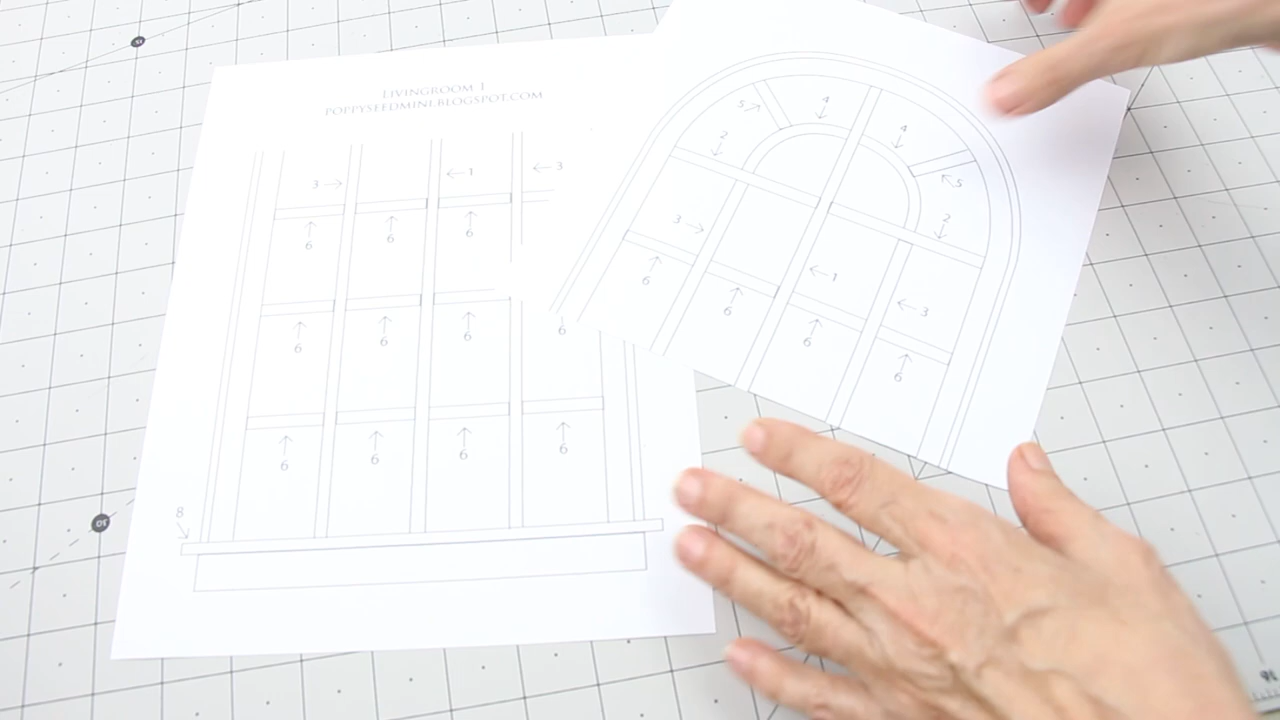 LIVINGROOM 1
POPPYSEEDMINI.BLOGSPOT.COM
3 → ← 1 ← 3
6 6 6
6 6 6 6
6 6 6 6
8
5 4
2 4
5
3 → 2
6 ← 1
6 ← 3
6
6